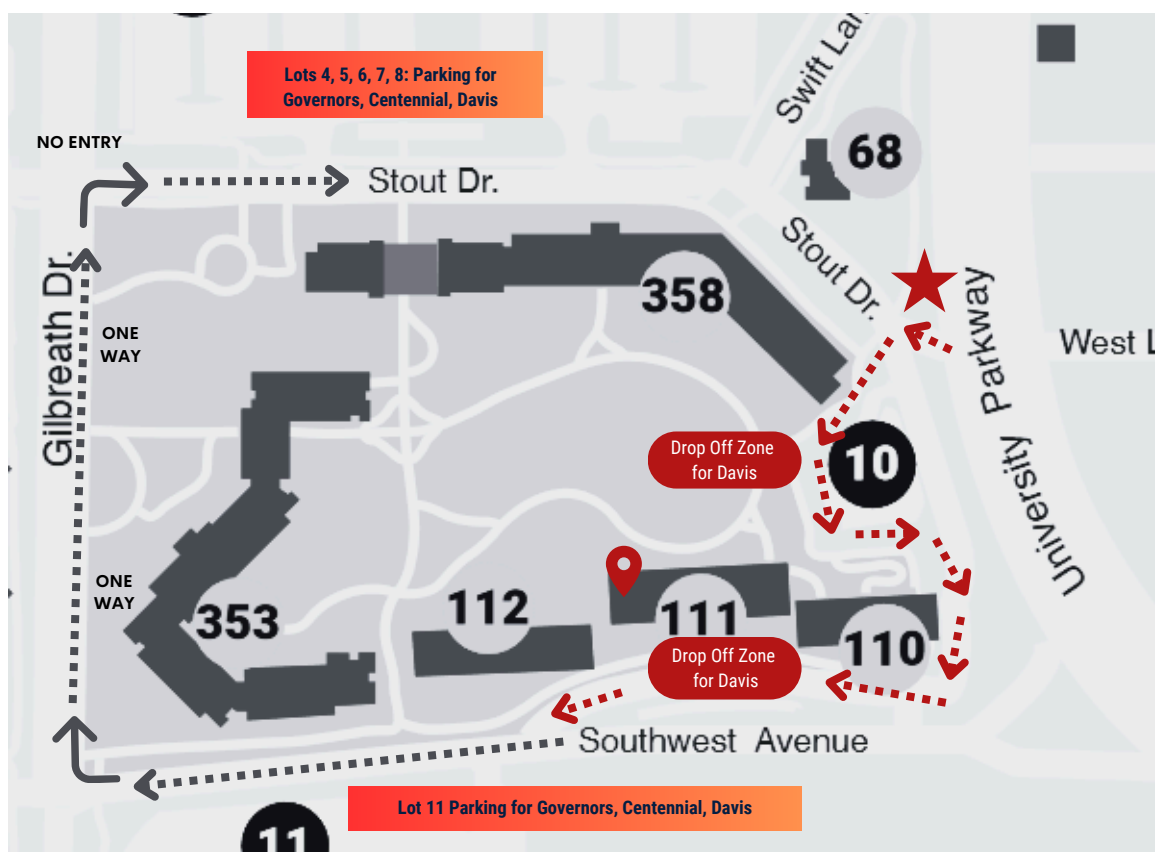 Lots 4, 5, 6, 7, 8: Parking for
Governors, Centennial, Davis
Swift Lan
NO ENTRY
68
Stout Dr.
Stout Dr.
358
Gilbreath Dr.
ONE
WAY
University Parkway
West L
Drop Off Zone
for Davis
10
ONE
WAY
353
112
111
110
Drop Off Zone
for Davis
Southwest Avenue
Lot 11 Parking for Governors, Centennial, Davis
11